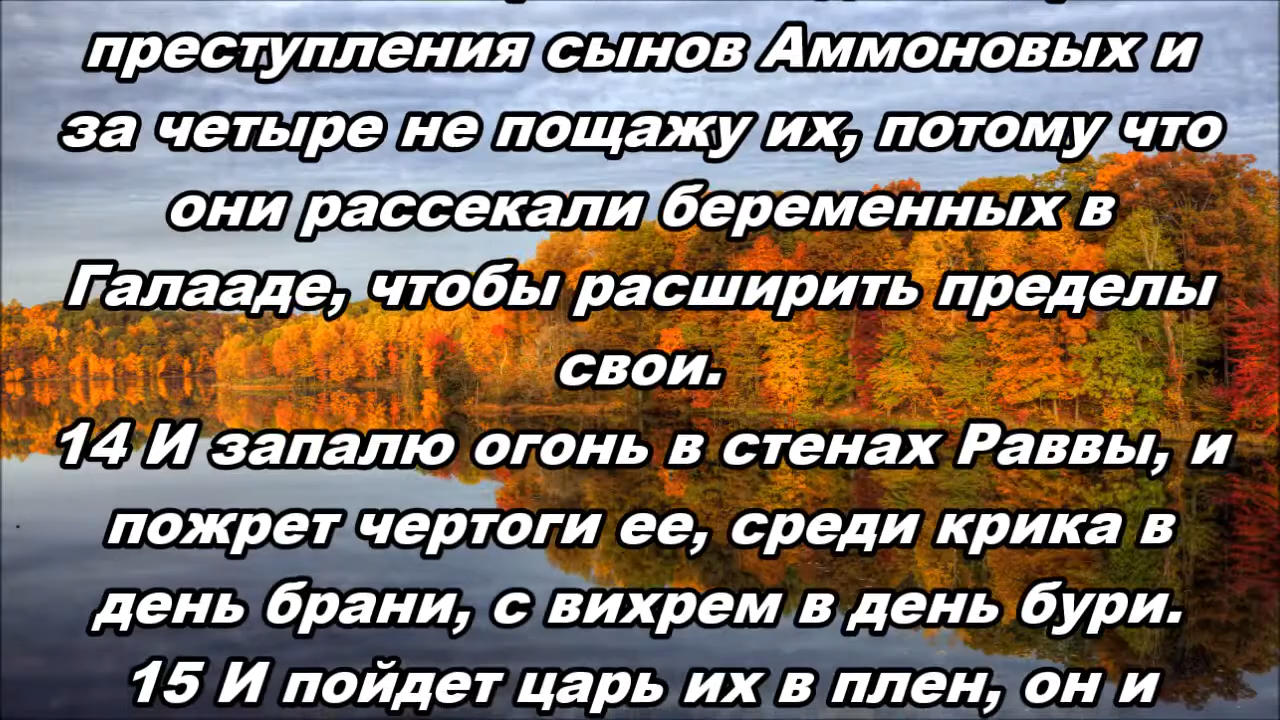 преступления сынов Аммоновых и
за четыре не пощажу их, потому что
они рассекали беременных в
Галааде, чтобы расширить пределы
свои.
14 И запалю огонь в стенах Раввы, и
пожрет чертоги ее, среди крика в
день брани, с вихрем в день бури.
15 И пойдет царь их в плен, он и